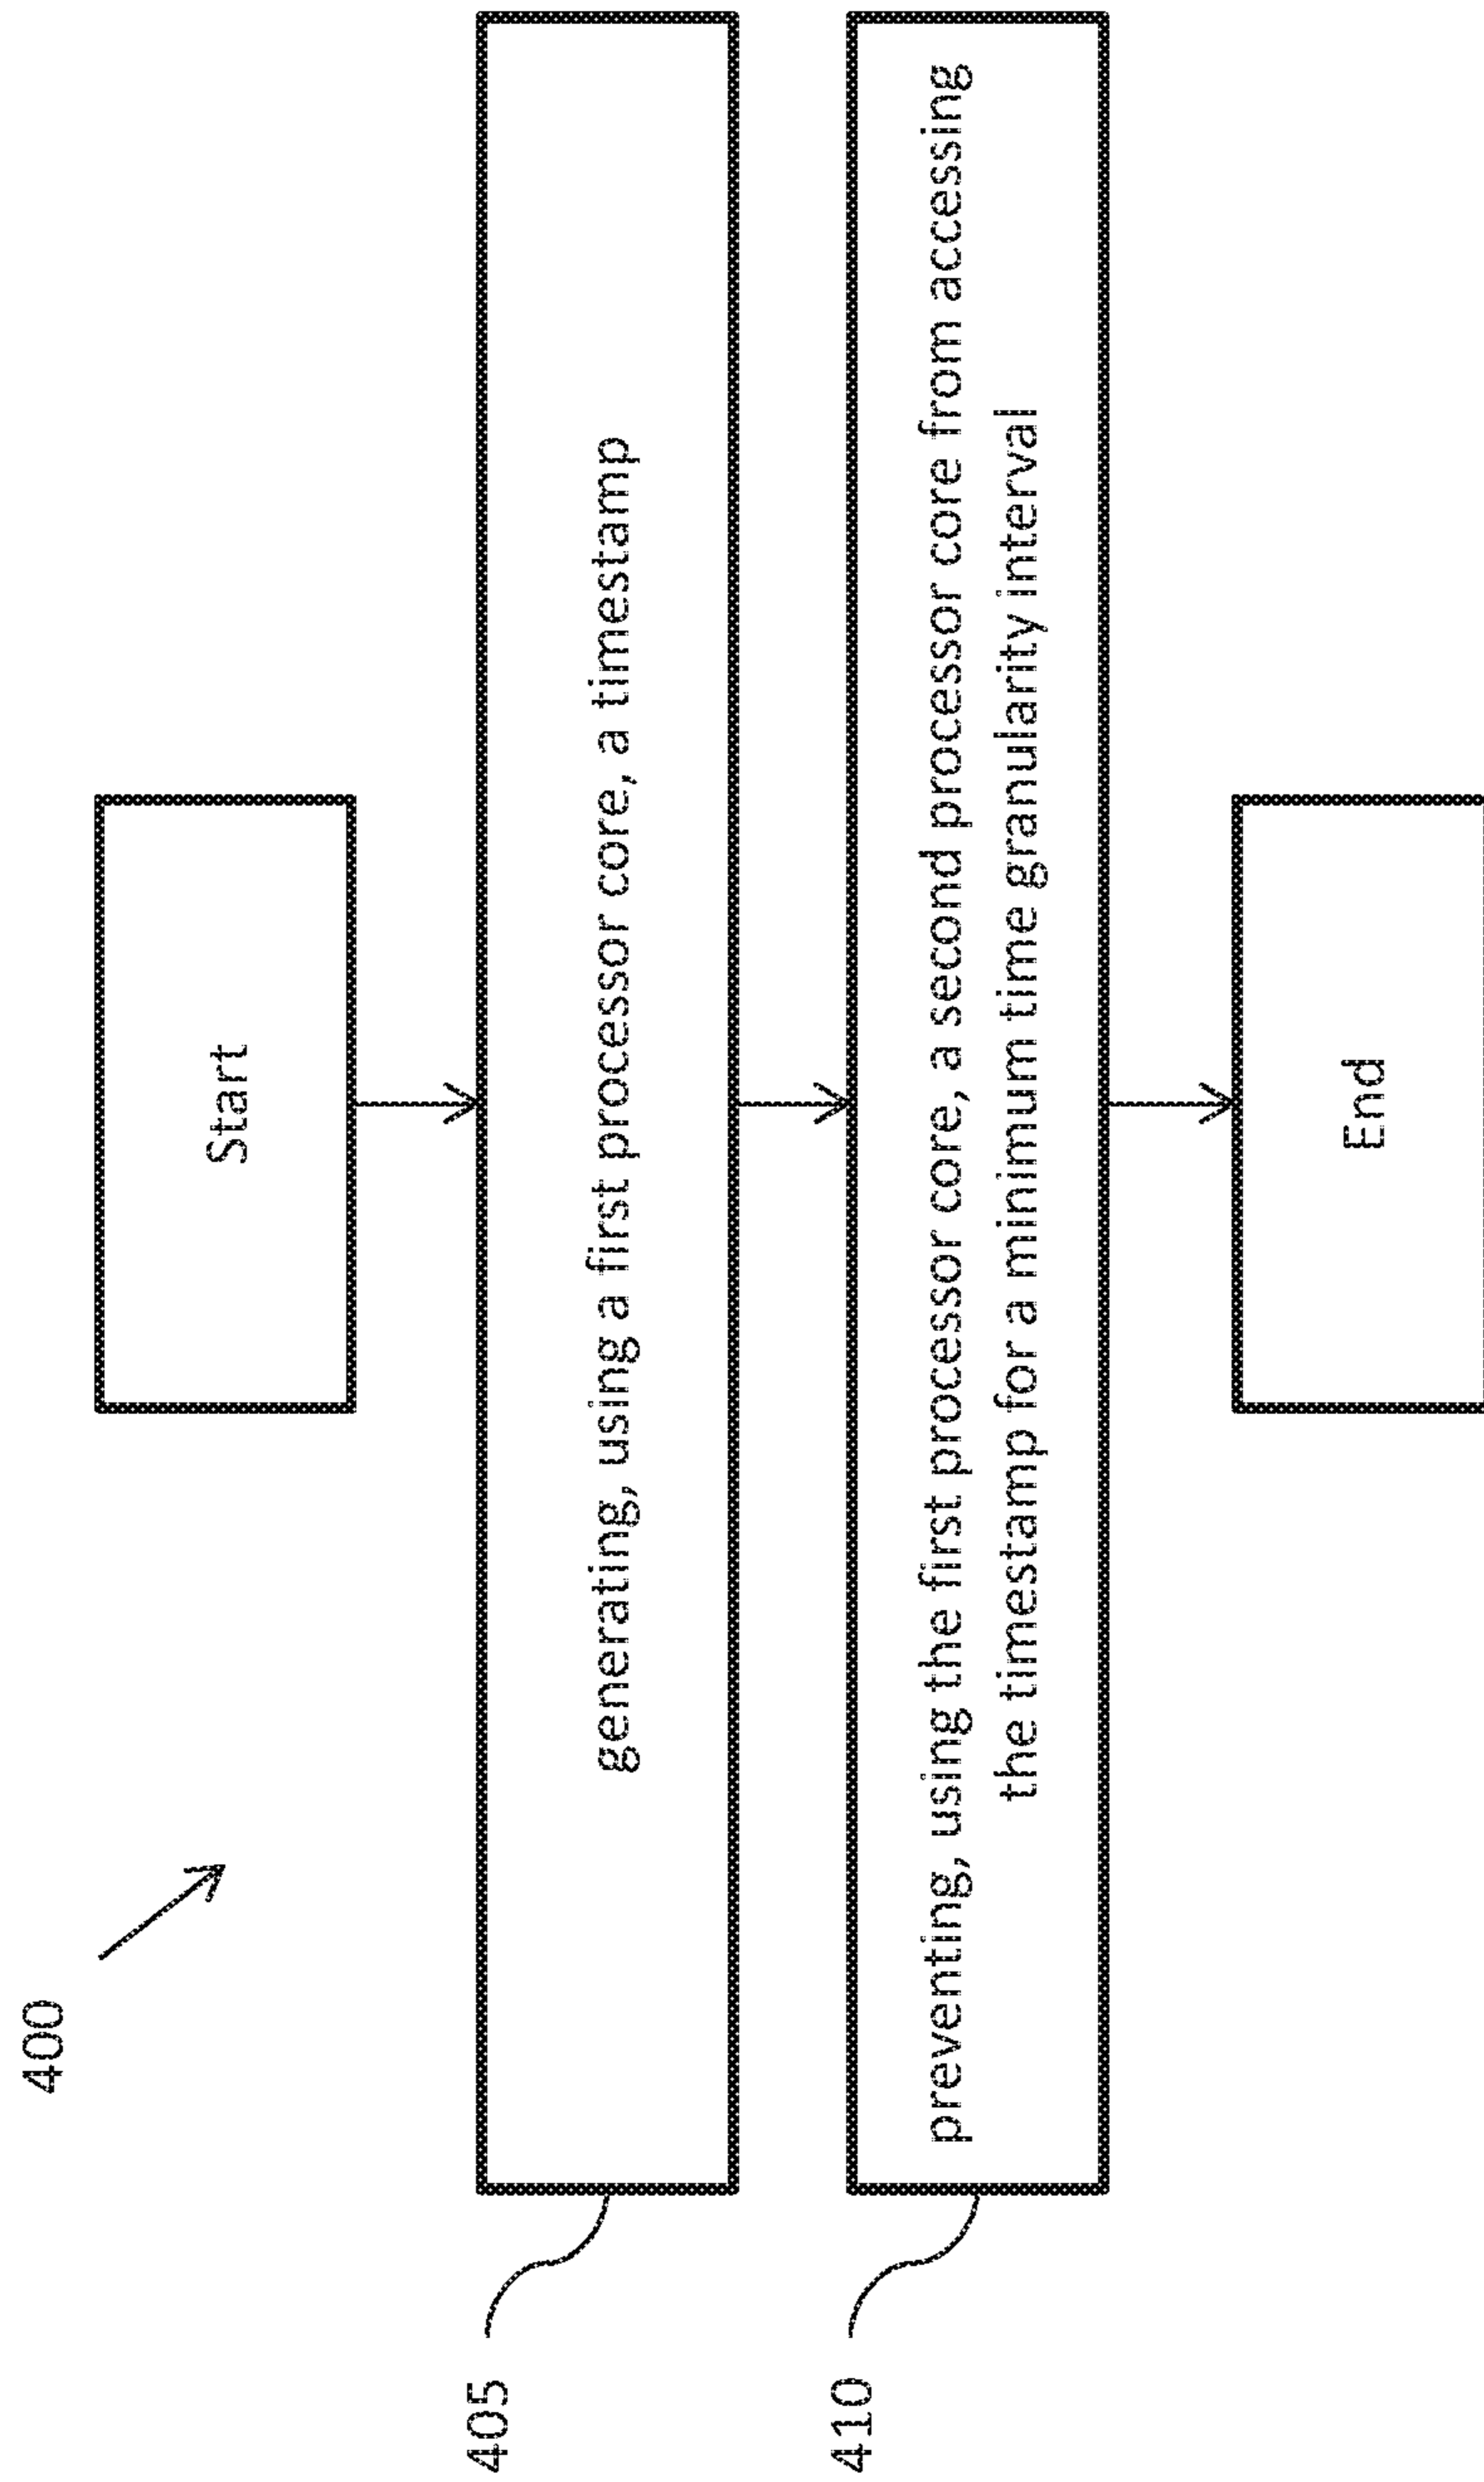 400
Start
405
generating, using a first processor core, a timestamp
410
preventing, using the first processor core, a second processor core from accessing
the timestamp for a minimum time granularity interval
End